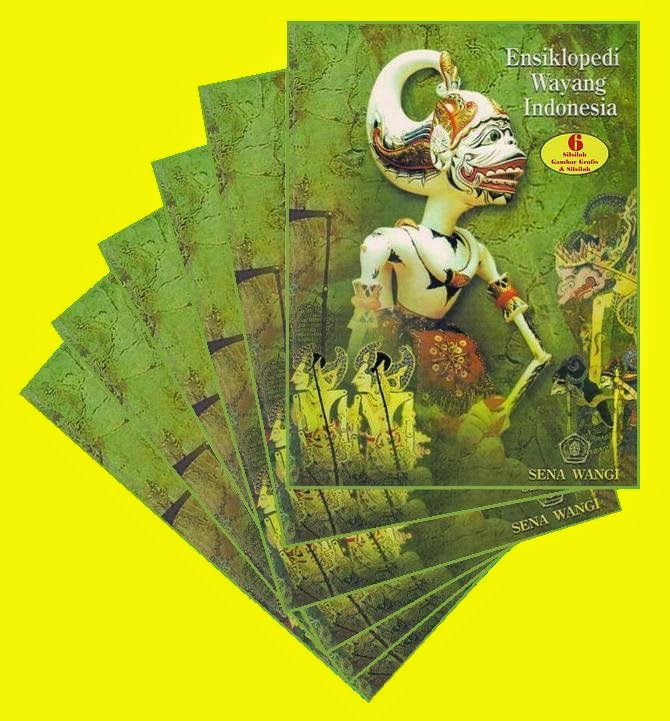 Ensiklopedi
Wayang
Indonesia
6
Silsilah
Gambar Grafis
& Silsilah
SENA WANGI
SENA WANGI